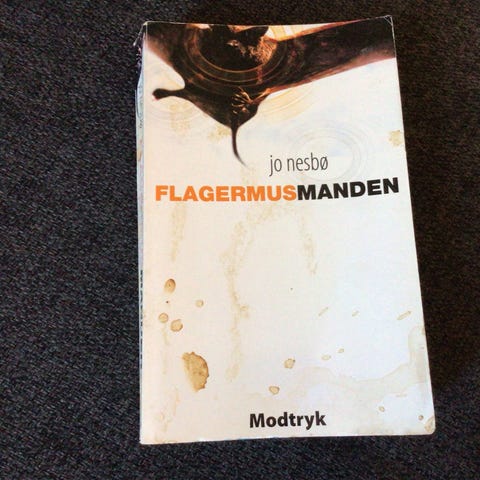 jo nesbø
FLAGERMUSMANDEN
Modtryk